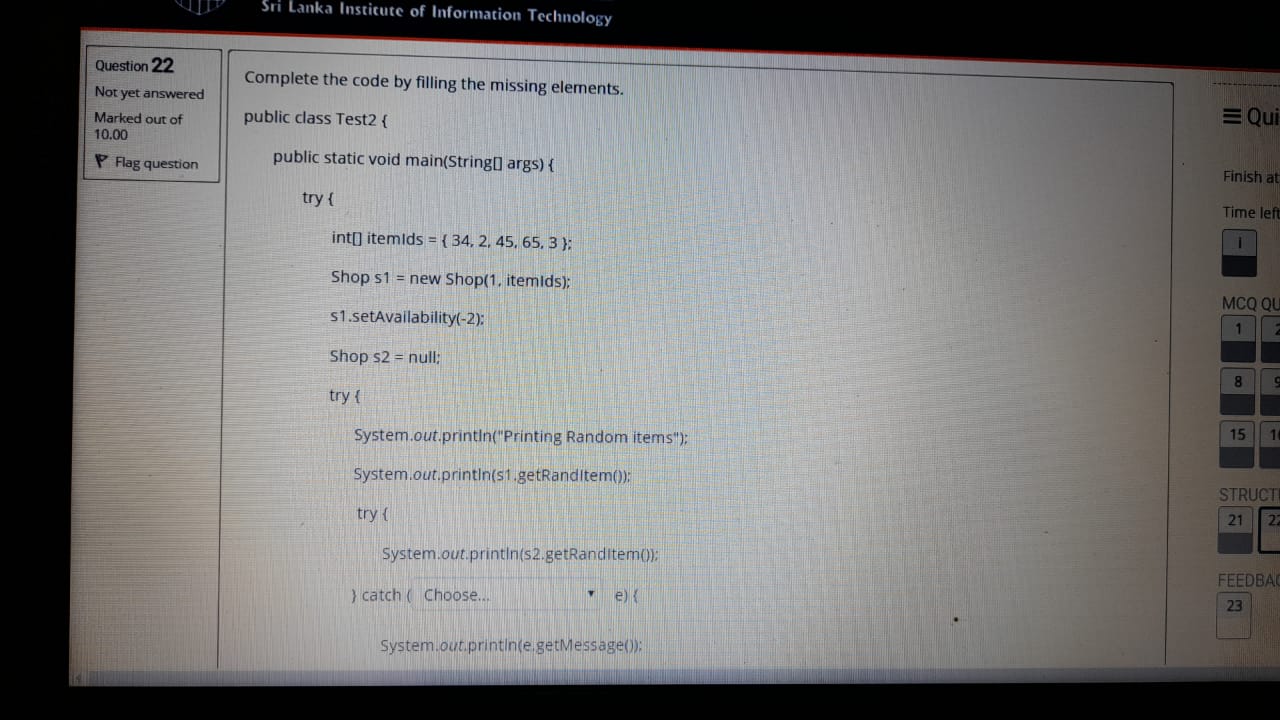 Sri Lanka Institute of Information Technology
Question 22
Not yet answered
Marked out of
10.00
Flag question
Complete the code by filling the missing elements.
public class Test2 {
public static void main(String[] args) {
try {
int[] itemIds = { 34, 2, 45, 65, 3 };
Shop s1 = new Shop(1, itemIds);
s1.setAvailability(-2);
Shop s2 = null;
try {
System.out.println("Printing Random items");
System.out.println(s1.getRandItem());
try {
System.out.println(s2.getRandItem());
} catch ( Choose... e) {
System.out.println(e.getMessage());
Qui
Finish at
Time left
i
MCQ QU
1
8 9
15
STRUCTU
21 22
FEEDBAC
23